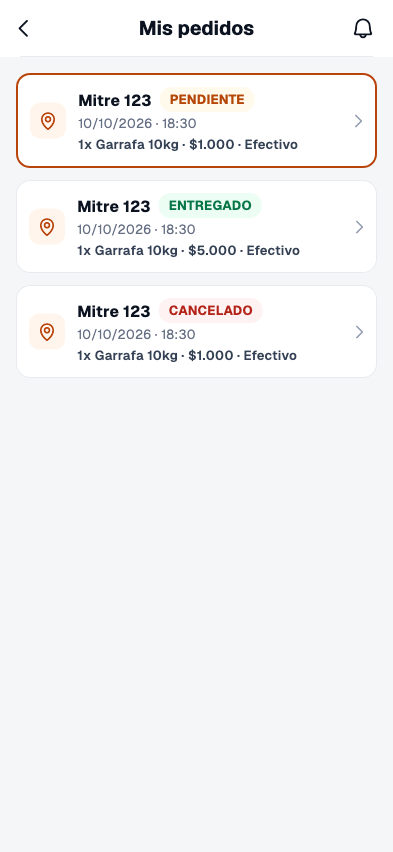 Mis pedidos
Mitre 123 PENDIENTE
10/10/2026 · 18:30
1x Garrafa 10kg · $1.000 · Efectivo
Mitre 123 ENTREGADO
10/10/2026 · 18:30
1x Garrafa 10kg · $5.000 · Efectivo
Mitre 123 CANCELADO
10/10/2026 · 18:30
1x Garrafa 10kg · $1.000 · Efectivo